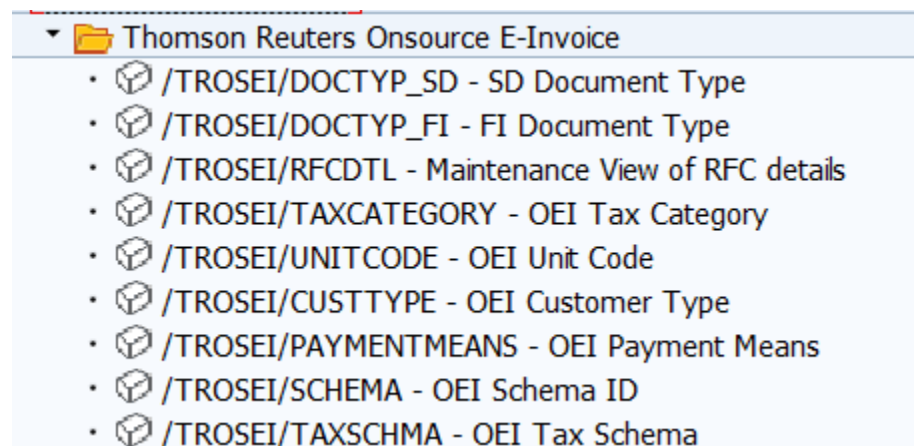 Thomson Reuters Onsource E-Invoice
/TROSEI/DOCTYP_SD - SD Document Type
/TROSEI/DOCTYP_FI - FI Document Type
/TROSEI/RFCDTL - Maintenance View of RFC details
/TROSEI/TAXCATEGORY - OEI Tax Category
/TROSEI/UNITCODE - OEI Unit Code
/TROSEI/CUSTTYPE - OEI Customer Type
/TROSEI/PAYMENTMEANS - OEI Payment Means
/TROSEI/SCHEMA - OEI Schema ID
/TROSEI/TAXSCHMA - OEI Tax Schema